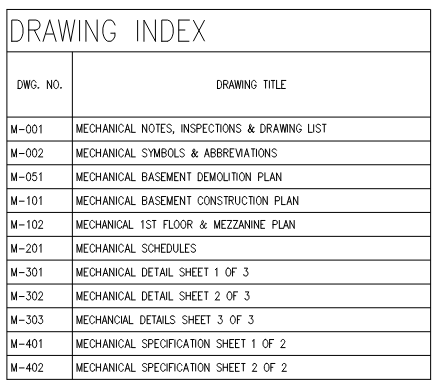 DRAWING INDEX
DWG. NO. DRAWING TITLE
M-001 MECHANICAL NOTES, INSPECTIONS & DRAWING LIST
M-002 MECHANICAL SYMBOLS & ABBREVIATIONS
M-051 MECHANICAL BASEMENT DEMOLITION PLAN
M-101 MECHANICAL BASEMENT CONSTRUCTION PLAN
M-102 MECHANICAL 1ST FLOOR & MEZZANINE PLAN
M-201 MECHANICAL SCHEDULES
M-301 MECHANICAL DETAIL SHEET 1 OF 3
M-302 MECHANICAL DETAIL SHEET 2 OF 3
M-303 MECHANCIAL DETAILS SHEET 3 OF 3
M-401 MECHANICAL SPECIFICATION SHEET 1 OF 2
M-402 MECHANICAL SPECIFICATION SHEET 2 OF 2